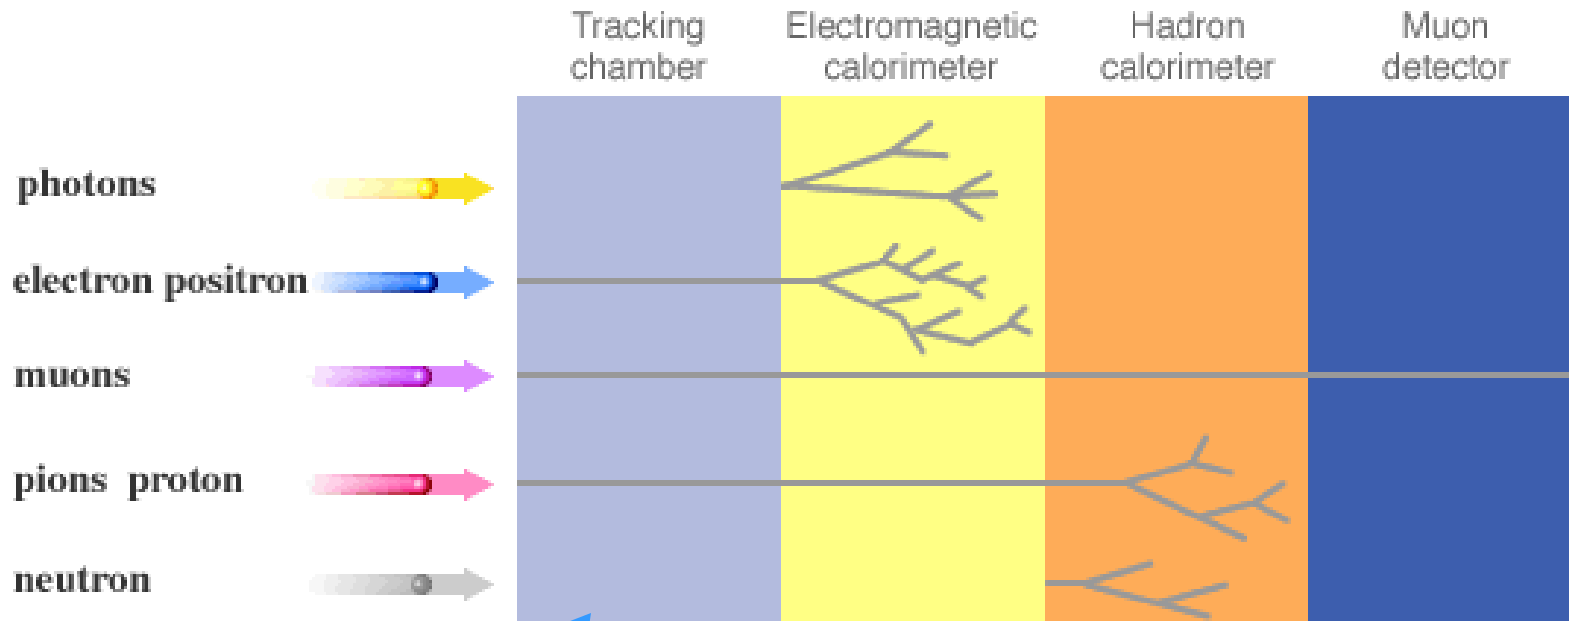 Tracking Electromagnetic Hadron Muon
chamber calorimeter calorimeter detector
photons
electron positron
muons
pions proton
neutron